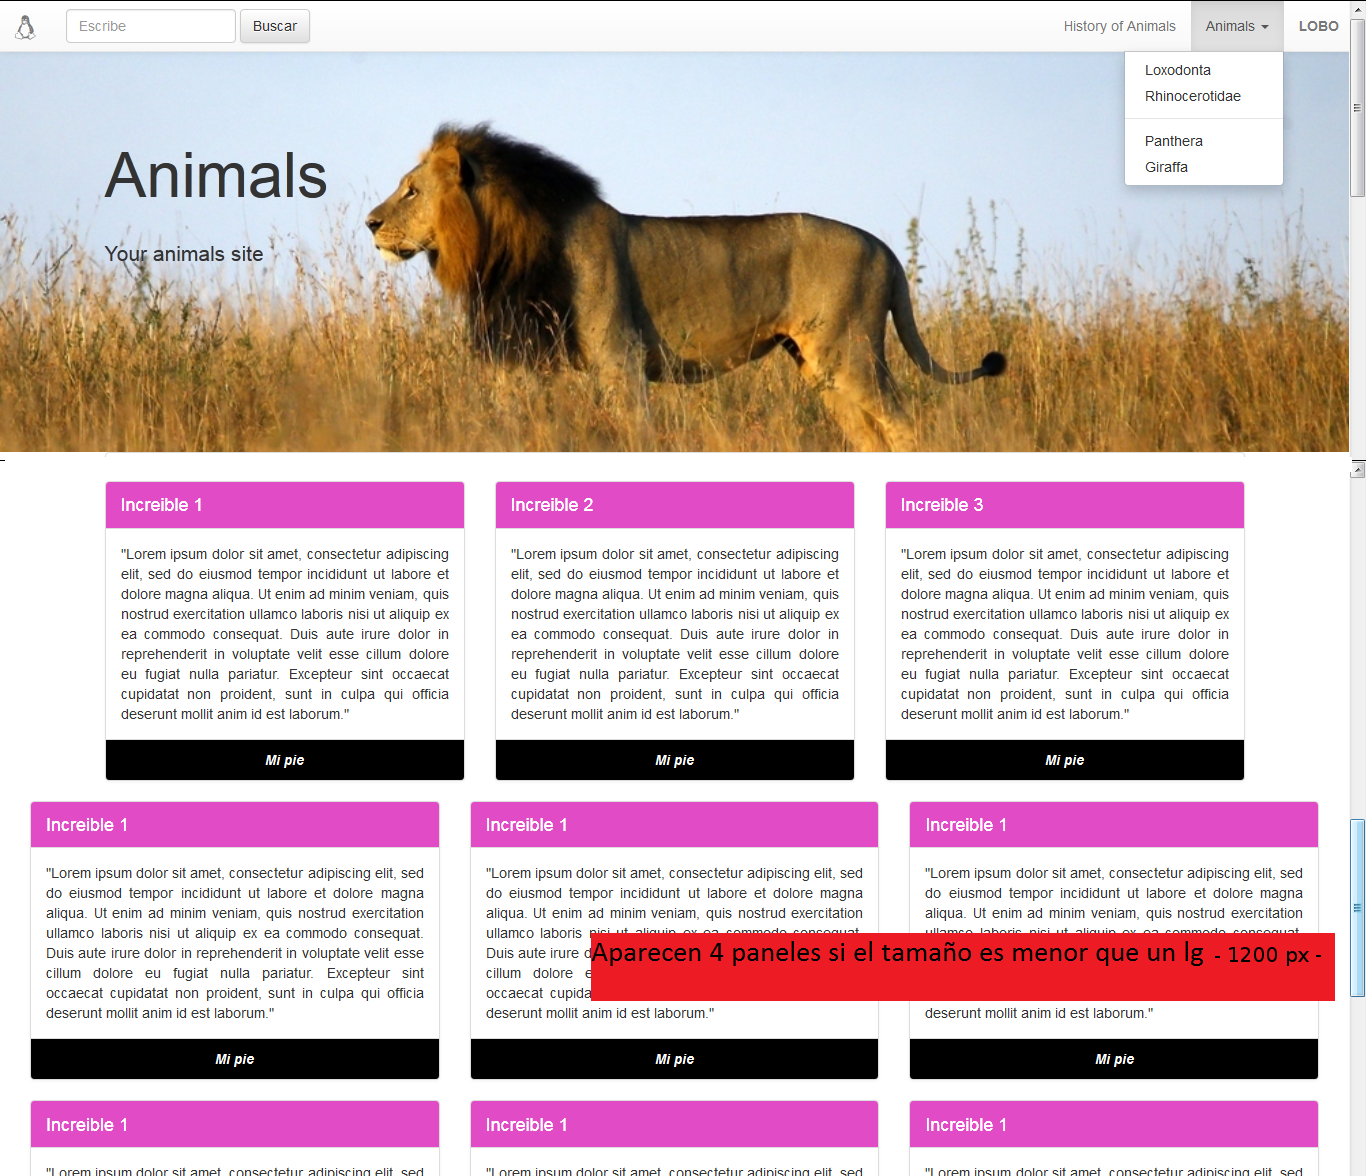 Escribe
Buscar
History of Animals
Animals
LOBO
Loxodonta
Rhinocerotidae
Panthera
Giraffa
Animals
Your animals site
Increible 1
"Lorem ipsum dolor sit amet, consectetur adipiscing
elit, sed do eiusmod tempor incididunt ut labore et
dolore magna aliqua. Ut enim ad minim veniam, quis
nostrud exercitation ullamco laboris nisi ut aliquip ex
ea commodo consequat. Duis aute irure dolor in
reprehenderit in voluptate velit esse cillum dolore
eu fugiat nulla pariatur. Excepteur sint occaecat
cupidatat non proident, sunt in culpa qui officia
deserunt mollit anim id est laborum."
Mi pie
Increible 2
"Lorem ipsum dolor sit amet, consectetur adipiscing
elit, sed do eiusmod tempor incididunt ut labore et
dolore magna aliqua. Ut enim ad minim veniam, quis
nostrud exercitation ullamco laboris nisi ut aliquip ex
ea commodo consequat. Duis aute irure dolor in
reprehenderit in voluptate velit esse cillum dolore
eu fugiat nulla pariatur. Excepteur sint occaecat
cupidatat non proident, sunt in culpa qui officia
deserunt mollit anim id est laborum."
Mi pie
Increible 3
"Lorem ipsum dolor sit amet, consectetur adipiscing
elit, sed do eiusmod tempor incididunt ut labore et
dolore magna aliqua. Ut enim ad minim veniam, quis
nostrud exercitation ullamco laboris nisi ut aliquip ex
ea commodo consequat. Duis aute irure dolor in
reprehenderit in voluptate velit esse cillum dolore
eu fugiat nulla pariatur. Excepteur sint occaecat
cupidatat non proident, sunt in culpa qui officia
deserunt mollit anim id est laborum."
Mi pie
Increible 1
"Lorem ipsum dolor sit amet, consectetur adipiscing elit, sed
do eiusmod tempor incididunt ut labore et dolore magna
aliqua. Ut enim ad minim veniam, quis nostrud exercitation
ullamco laboris nisi ut aliquip ex ea commodo consequat.
Duis aute irure dolor in reprehenderit in voluptate velit esse
cillum dolore eu fugiat nulla pariatur. Excepteur sint
occaecat cupidatat non proident, sunt in culpa qui officia
deserunt mollit anim id est laborum."
Mi pie
Increible 1
"Lorem ipsum dolor sit amet, consectetur adipiscing elit, sed
do eiusmod tempor incididunt ut labore et dolore magna
aliqua. Ut enim ad minim veniam, quis nostrud exercitation
ullamco laboris nisi ut aliquip ex ea commodo consequat.
Duis aute irure
cillum dolore
occaecat
deserunt mollit anim id est laborum."
Mi pie
Increible 1
"Lorem ipsum dolor sit amet, consectetur adipiscing elit, sed
do eiusmod tempor incididunt ut labore et dolore magna
aliqua. Ut enim ad minim veniam, quis nostrud exercitation
ullamco laboris nisi ut aliquip ex ea commodo consequat.
deserunt mollit anim id est laborum."
Mi pie
Aparecen 4 paneles si el tamaño es menor que un lg - 1200 px -
Increible 1
"Lorem ipsum dolor sit amet, consectetur adipiscing elit, sed
Increible 1
"Lorem ipsum dolor sit amet, consectetur adipiscing elit, sed
Increible 1
"Lorem ipsum dolor sit amet, consectetur adipiscing elit, sed